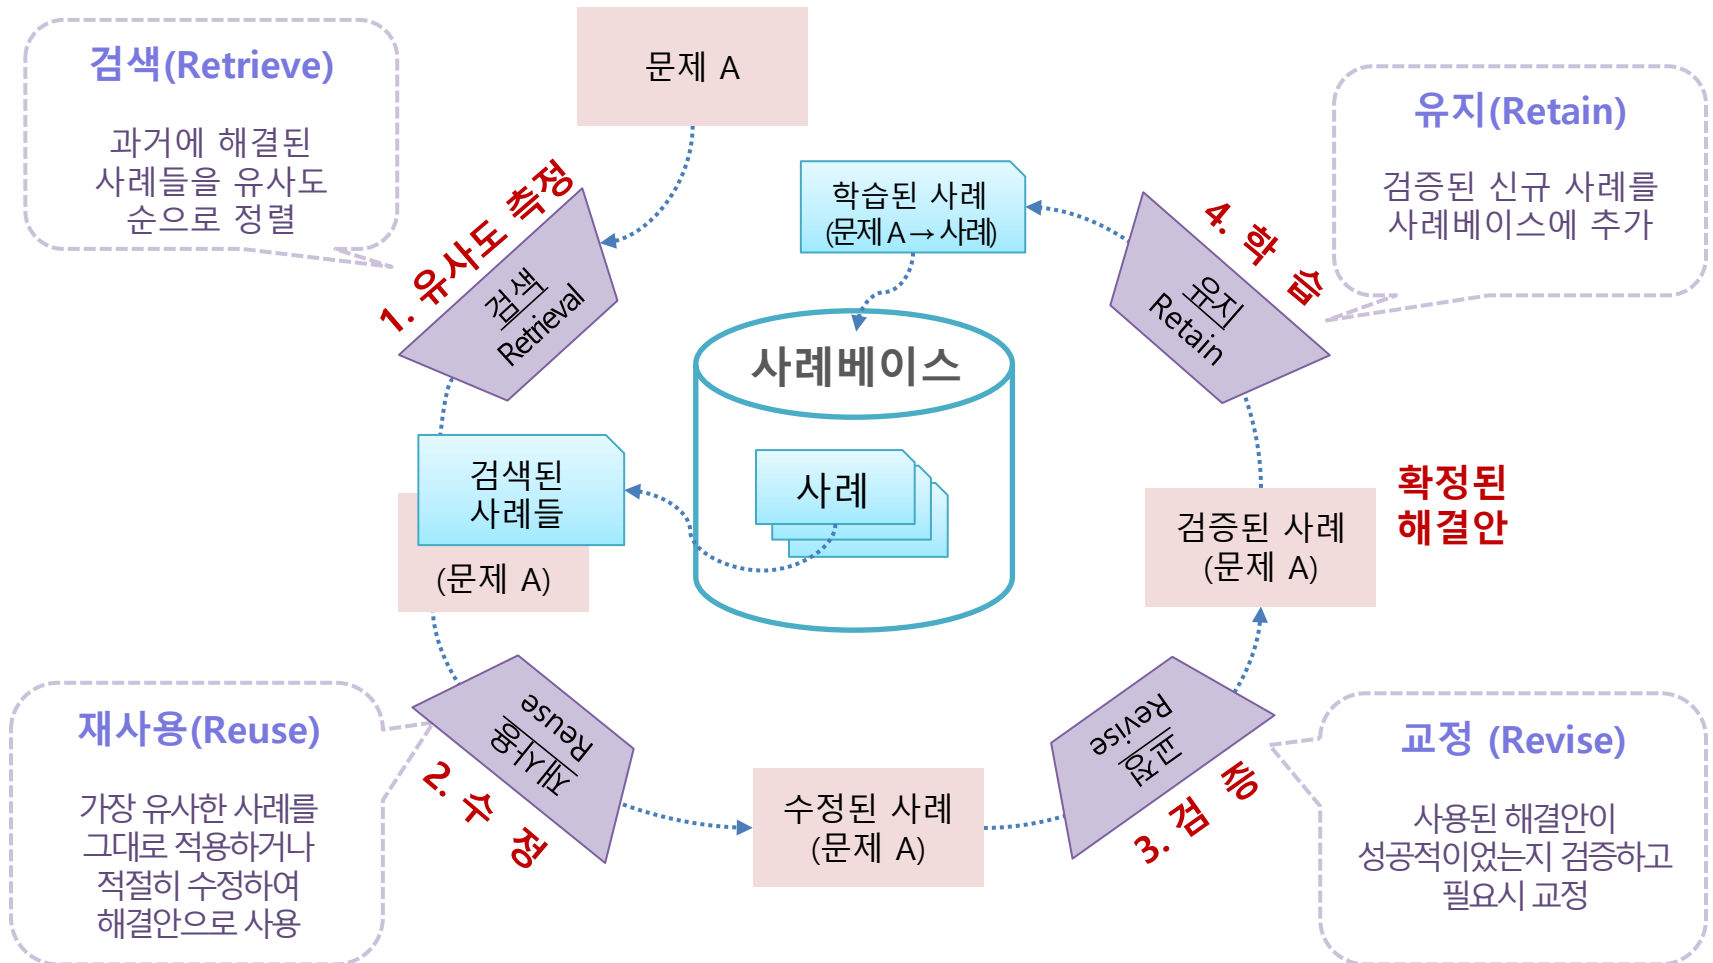 검색(Retrieve)
과거에 해결된
사례들을 유사도
순으로 정렬
문제 A
유지(Retain)
검증된 신규 사례를
사례베이스에 추가
1. 유사도 측정
검색
Retrieval
학습된 사례
(문제 A→사례)
4. 학 습
유지
Retain
사례베이스
사례
검색된
사례들
(문제 A)
검증된 사례
(문제 A)
확정된
해결안
재사용(Reuse)
가장 유사한 사례를
그대로 적용하거나
적절히 수정하여
해결안으로 사용
재사용
Reuse
2. 수 정
수정된 사례
(문제 A)
교정
Revise
3. 검 증
교정 (Revise)
사용된 해결안이
성공적이었는지 검증하고
필요시 교정